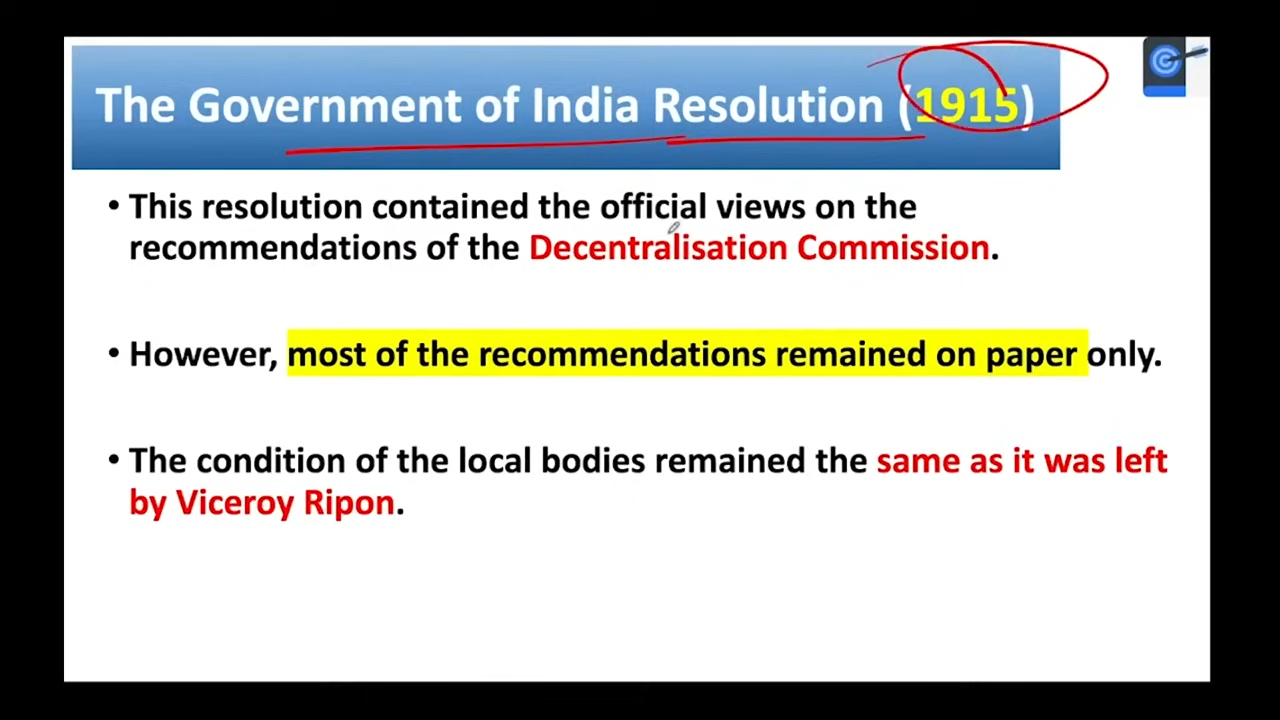 The Government of India Resolution (1915)
• This resolution contained the official views on the
recommendations of the Decentralisation Commission.
• However, most of the recommendations remained on paper only.
• The condition of the local bodies remained the same as it was left
by Viceroy Ripon.